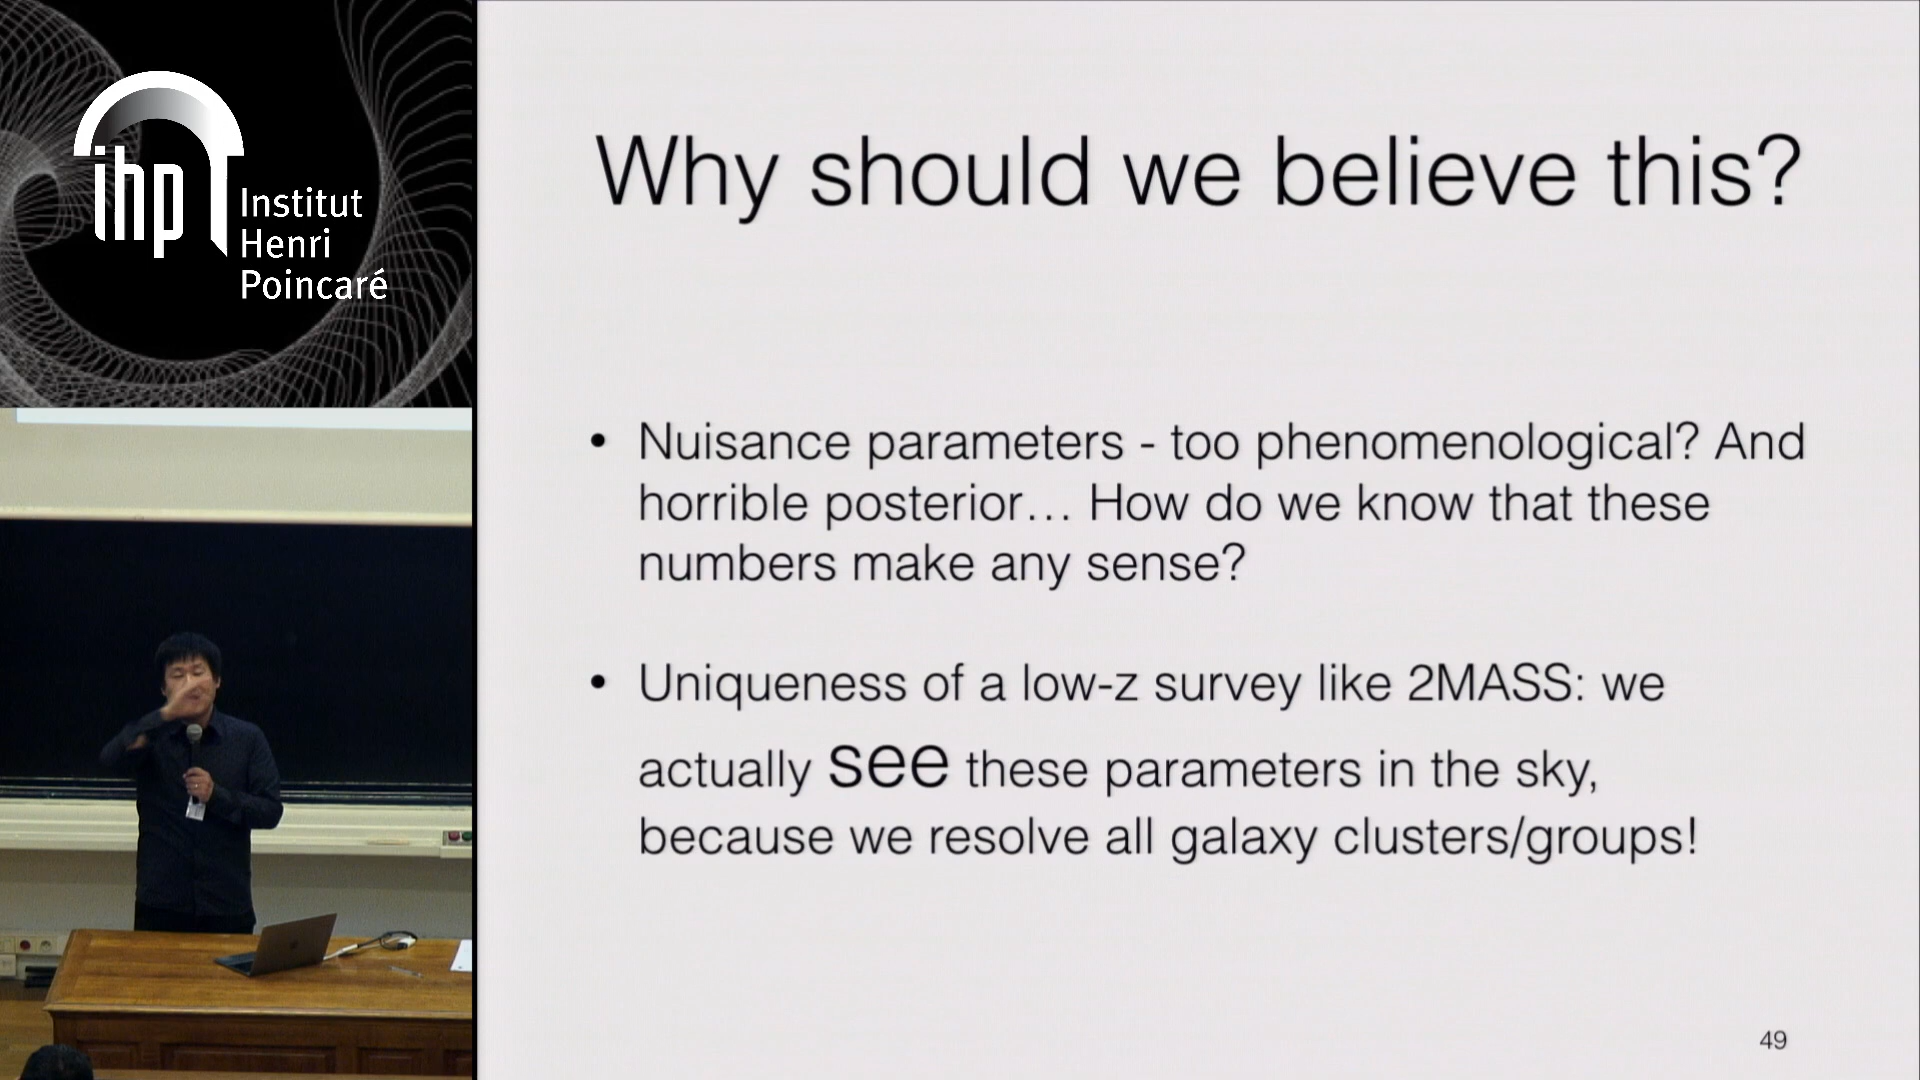 ihp
Institut
Henri
Poincaré
Why should we believe this?
• Nuisance parameters - too phenomenological? And
horrible posterior… How do we know that these
numbers make any sense?
• Uniqueness of a low-z survey like 2MASS: we
actually see these parameters in the sky,
because we resolve all galaxy clusters/groups!
49